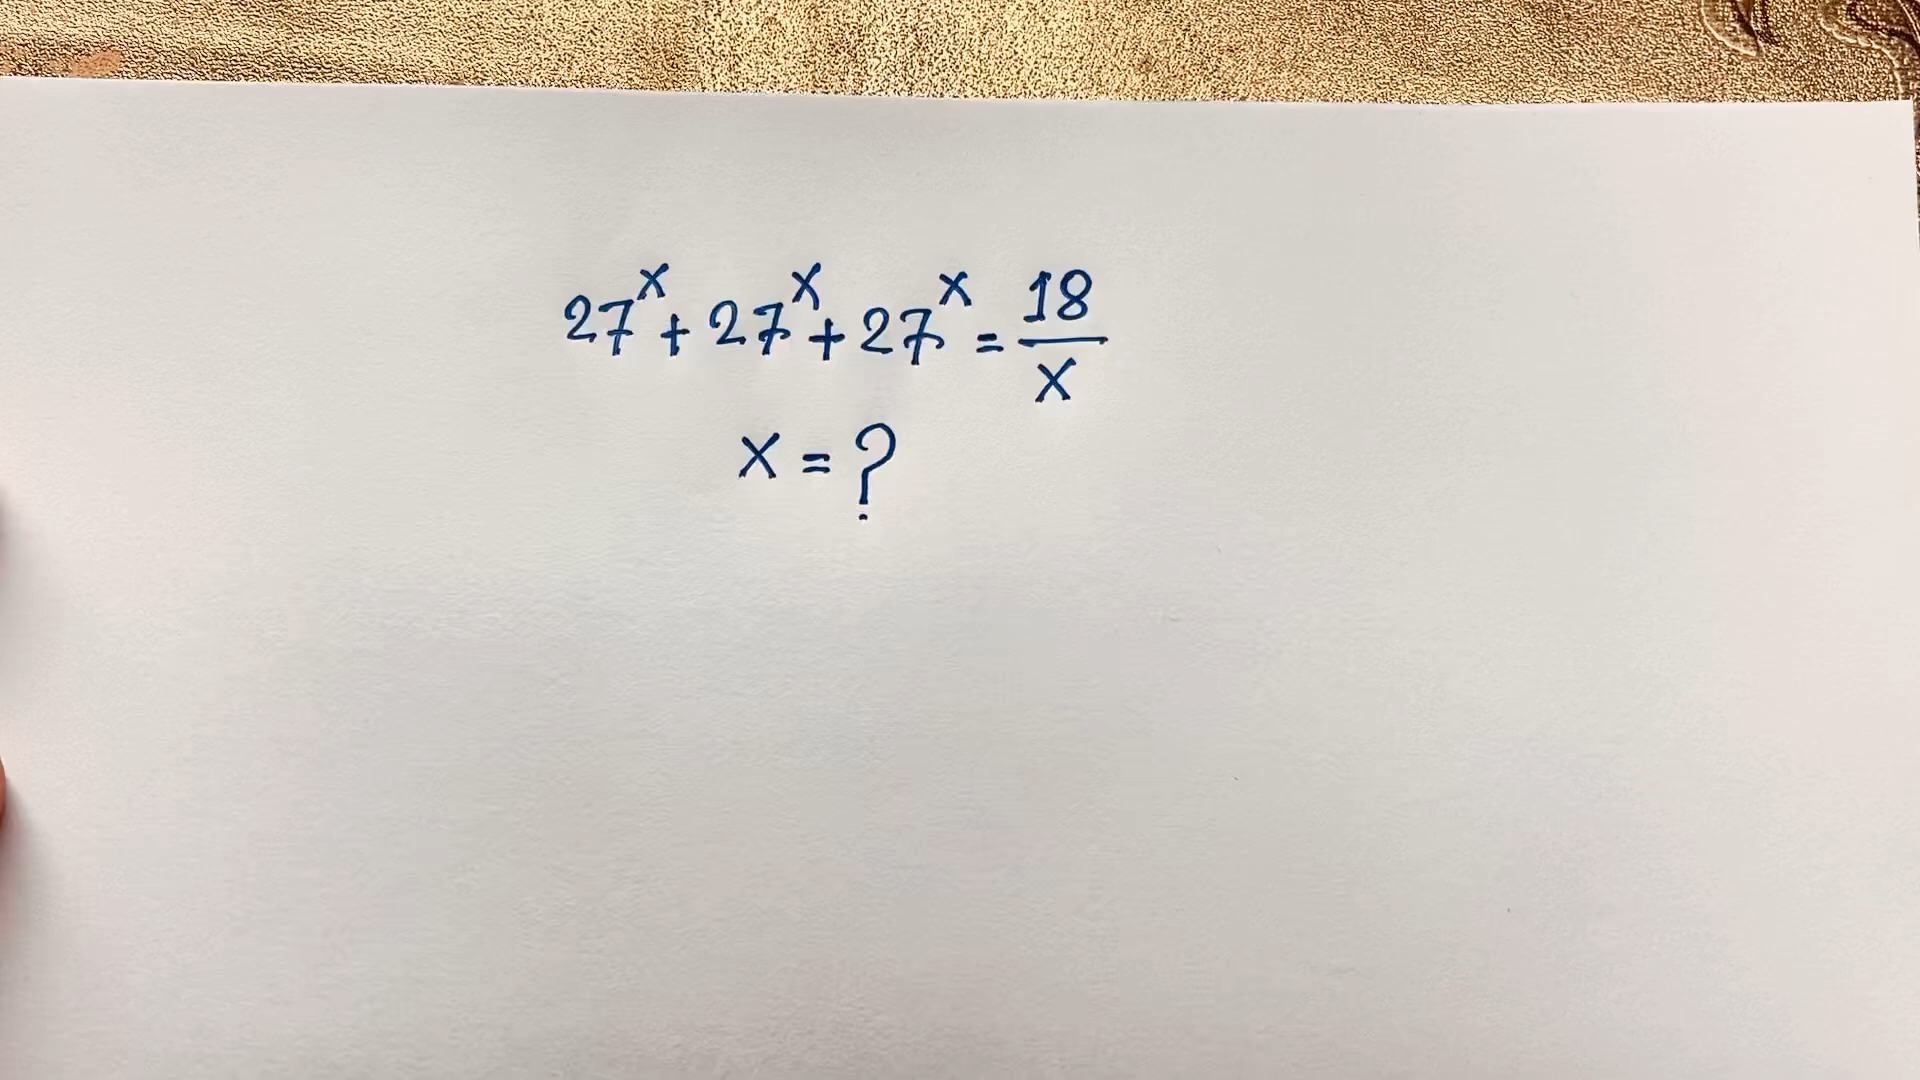 27^x + 27^x + 27^x = 18/x
x = ?